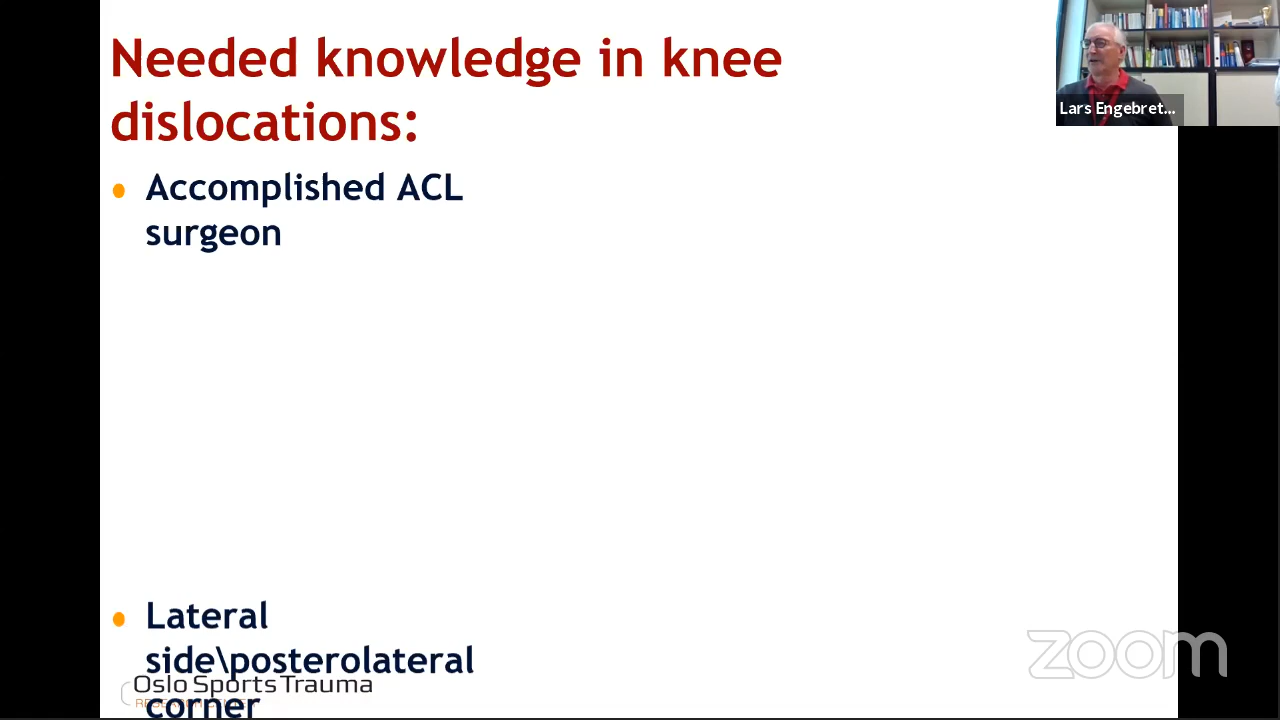 Needed knowledge in knee
dislocations:
Lars Engebret...
• Accomplished ACL
surgeon
• Lateral
side\posterolateral
Oslo Sports Trauma
corner
zoom